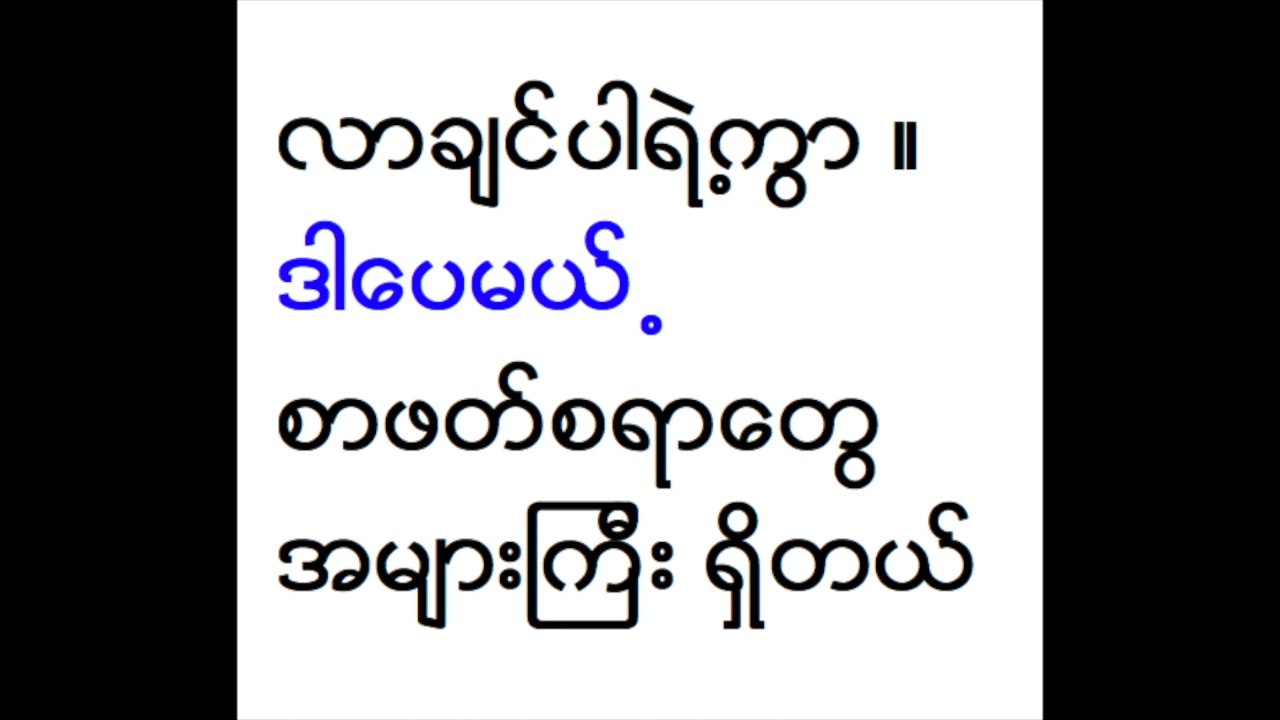 လာချင်ပါရဲ့ကွာ ။
ဒါပေမယ့်
စာဖတ်စရာတွေ
အများကြီး ရှိတယ်